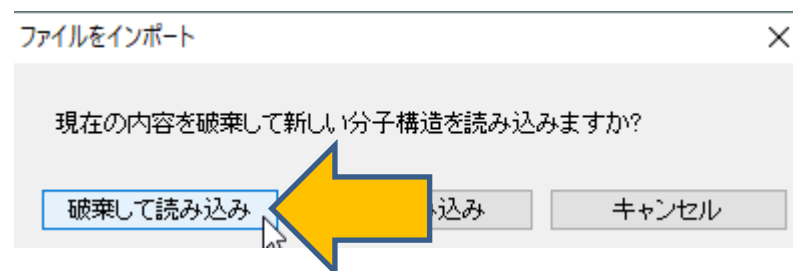 ファイルをインポート
現在の内容を破棄して新しい分子構造を読み込みますか?
破棄して読み込み
込み
キャンセル